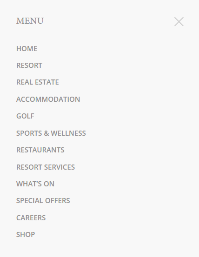 MENU
HOME
RESORT
REAL ESTATE
ACCOMMODATION
GOLF
SPORTS & WELLNESS
RESTAURANTS
RESORT SERVICES
WHAT'S ON
SPECIAL OFFERS
CAREERS
SHOP